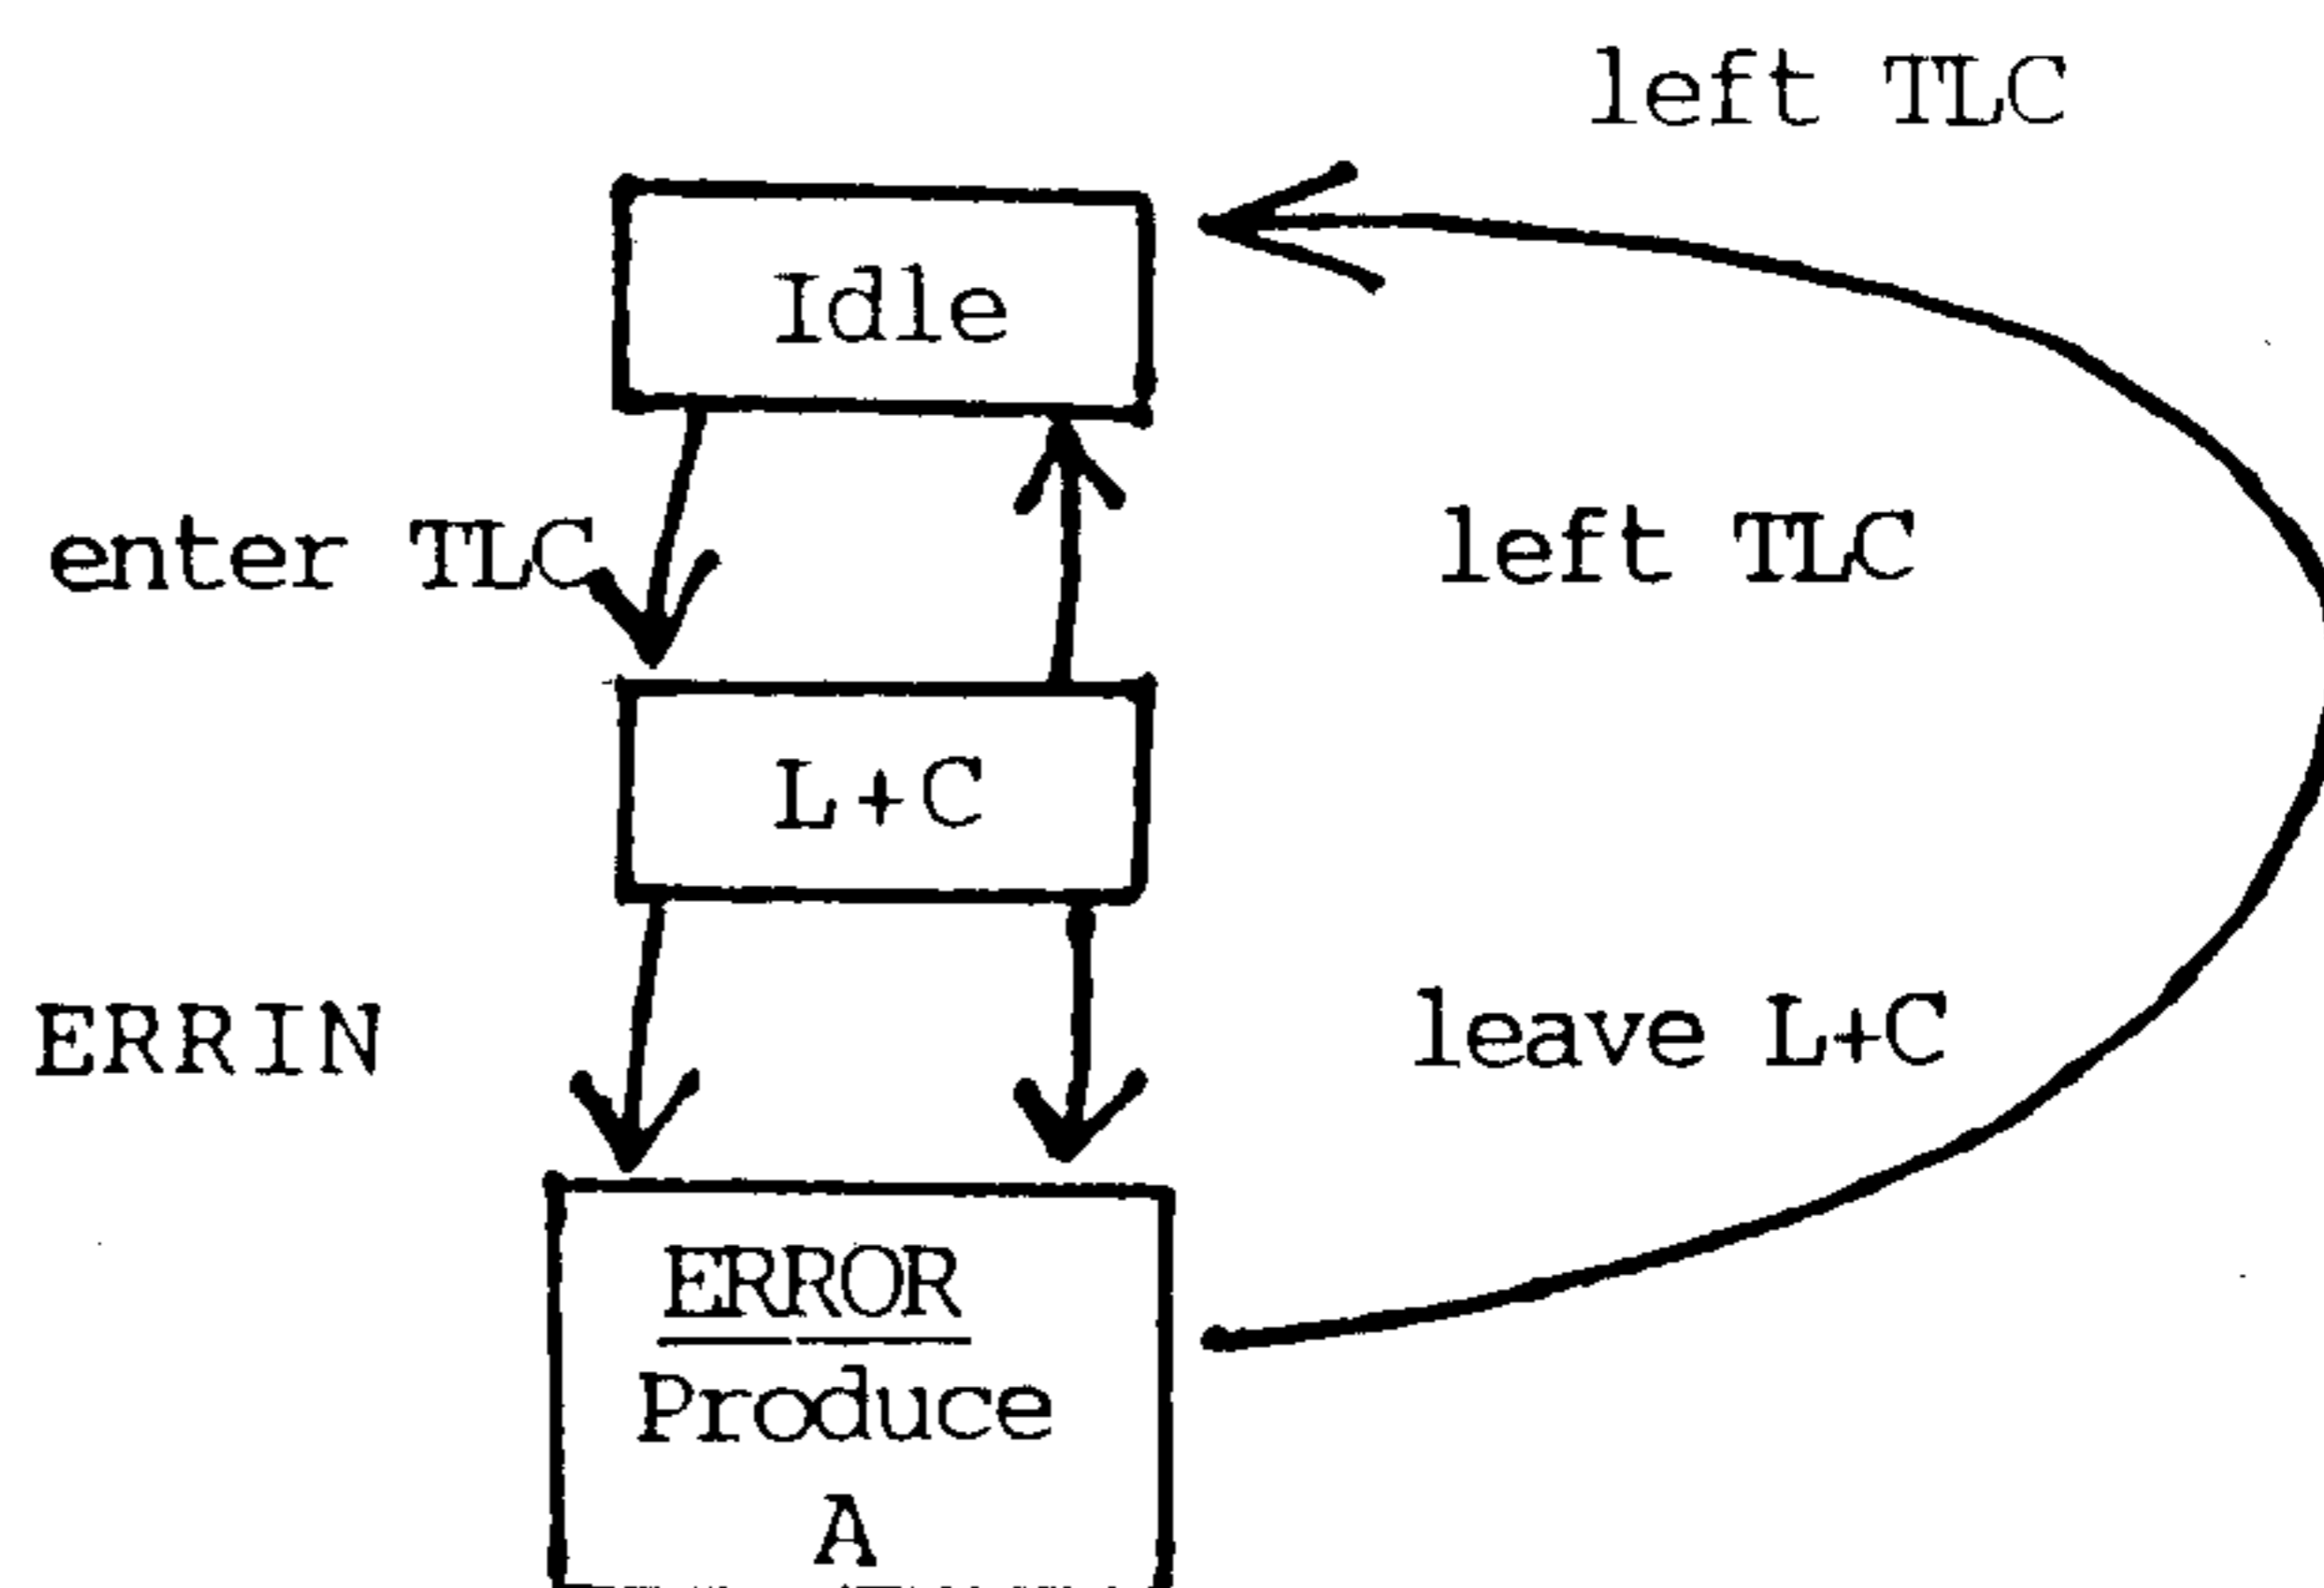 left TLC
Idle
enter TLC
left TLC
L+C
ERRIN
leave L+C
ERROR
Produce
A